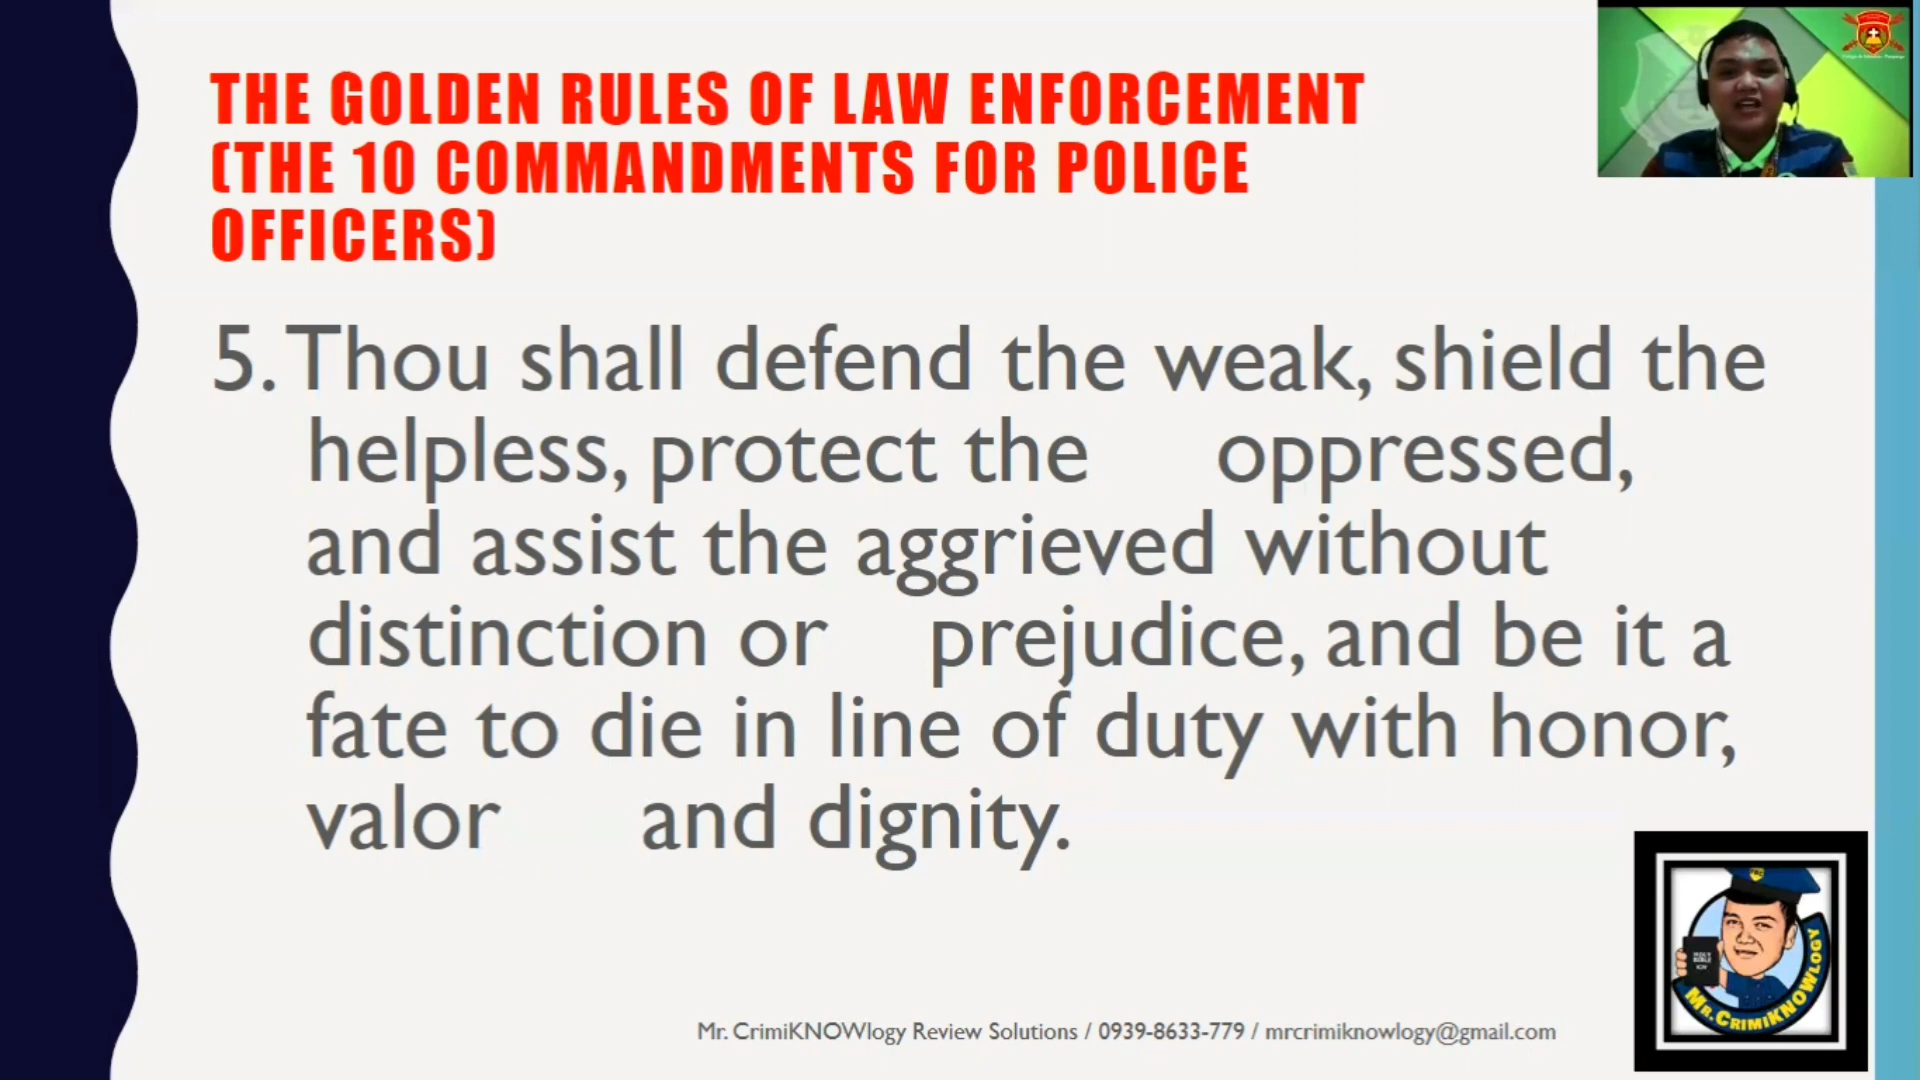 THE GOLDEN RULES OF LAW ENFORCEMENT
(THE 10 COMMANDMENTS FOR POLICE
OFFICERS)
5. Thou shall defend the weak, shield the
helpless, protect the oppressed,
and assist the aggrieved without
distinction or prejudice, and be it a
fate to die in line of duty with honor,
valor and dignity.
HOLY
BIBLE
KJV
MR. CRIMIKNOWLOGY
Mr. CrimiKNOWlogy Review Solutions / 0939-8633-779 / mrcrimiknowlogy@gmail.com